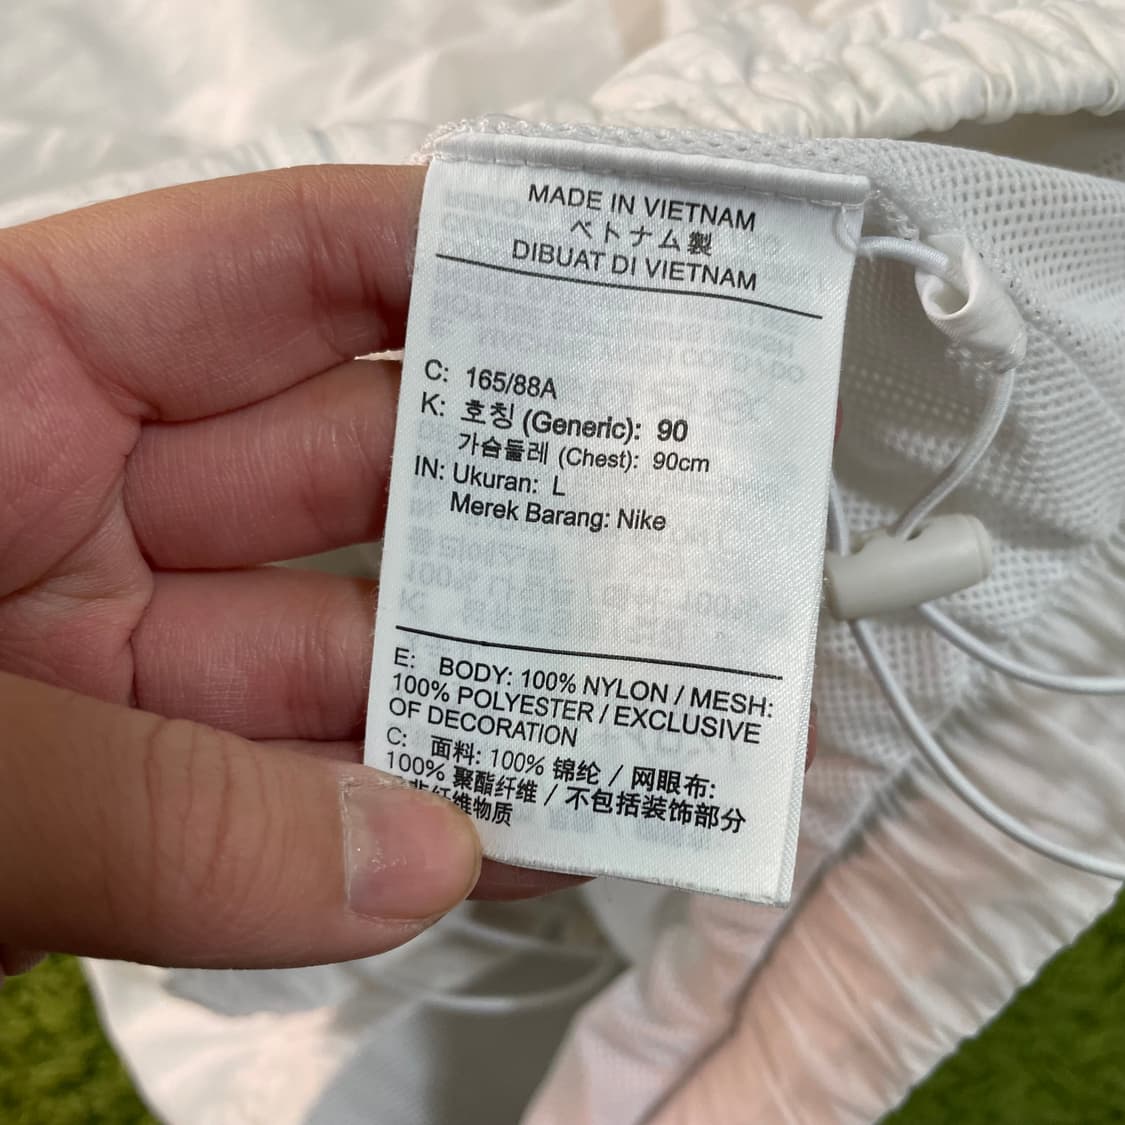 MADE IN VIETNAM
ベトナム製
DIBUAT DI VIETNAM
C: 165/88A
K: 호칭 (Generic): 90
가슴둘레 (Chest): 90cm
IN: Ukuran: L
Merek Barang: Nike
E: BODY: 100% NYLON / MESH:
100% POLYESTER / EXCLUSIVE
OF DECORATION
C: 面料: 100% 锦纶 / 网眼布:
100% 聚酯纤维 / 不包括装饰部分
非纤维物质